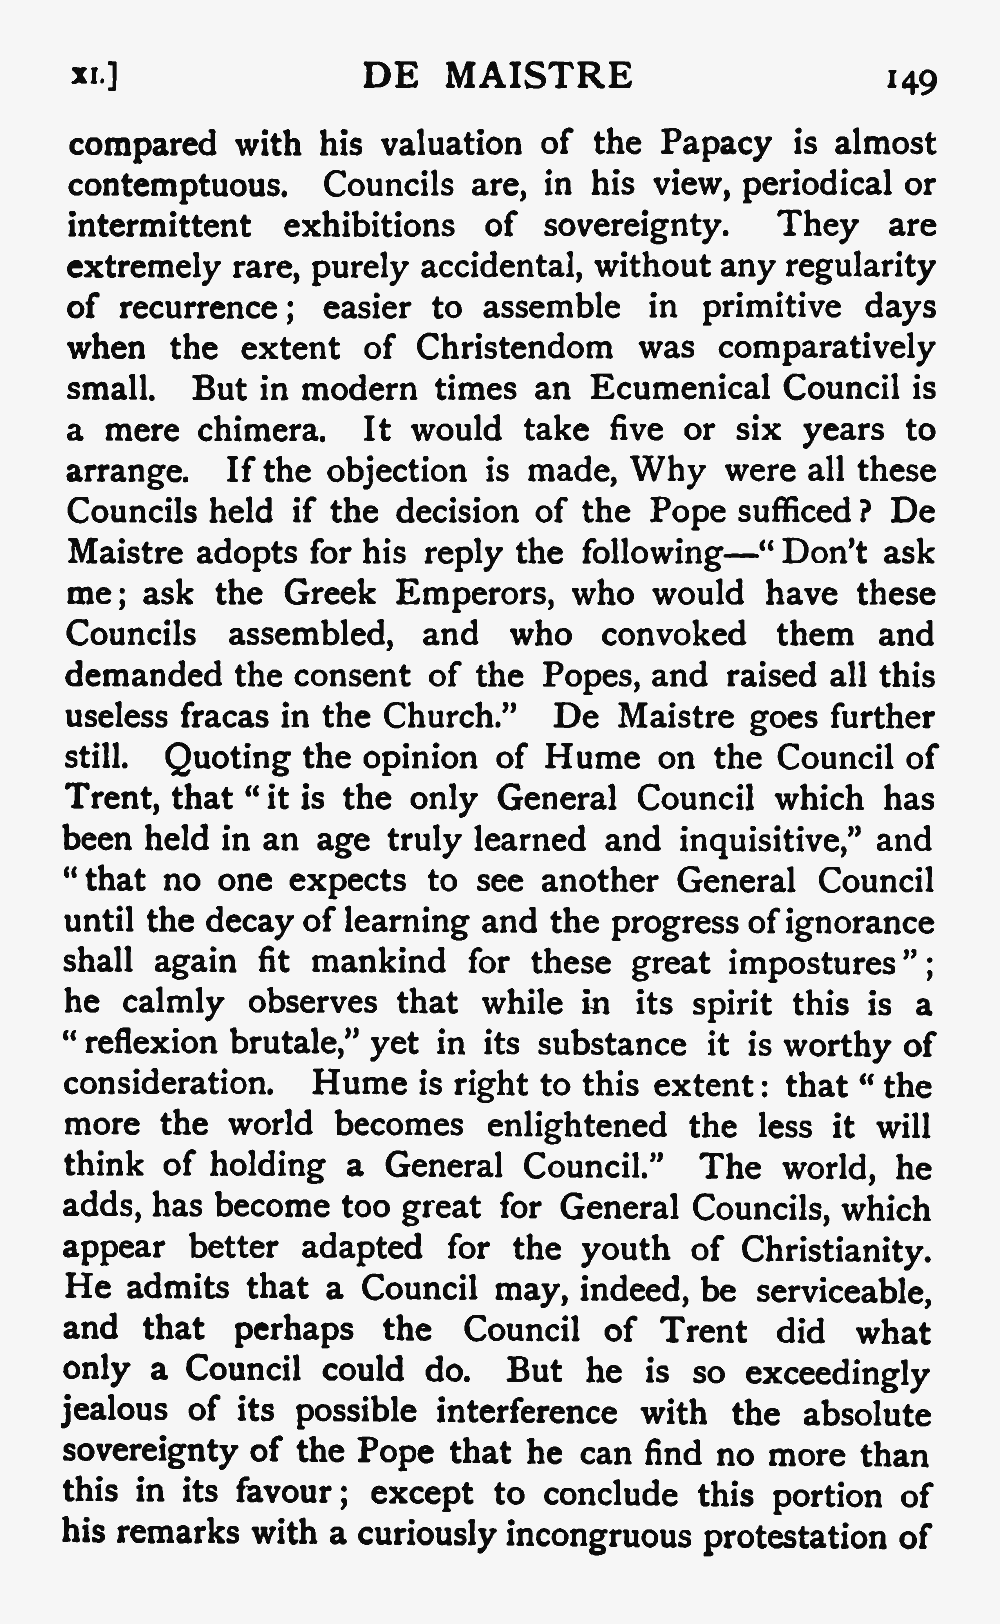 XI.] DE MAISTRE 149
compared with his valuation of the Papacy is almost
contemptuous. Councils are, in his view, periodical or
intermittent exhibitions of sovereignty. They are
extremely rare, purely accidental, without any regularity
of recurrence; easier to assemble in primitive days
when the extent of Christendom was comparatively
small. But in modern times an Ecumenical Council is
a mere chimera. It would take five or six years to
arrange. If the objection is made, Why were all these
Councils held if the decision of the Pope sufficed? De
Maistre adopts for his reply the following—“Don’t ask
me; ask the Greek Emperors, who would have these
Councils assembled, and who convoked them and
demanded the consent of the Popes, and raised all this
useless fracas in the Church.” De Maistre goes further
still. Quoting the opinion of Hume on the Council of
Trent, that “it is the only General Council which has
been held in an age truly learned and inquisitive,” and
“that no one expects to see another General Council
until the decay of learning and the progress of ignorance
shall again fit mankind for these great impostures”;
he calmly observes that while in its spirit this is a
“reflexion brutale,” yet in its substance it is worthy of
consideration. Hume is right to this extent: that “the
more the world becomes enlightened the less it will
think of holding a General Council.” The world, he
adds, has become too great for General Councils, which
appear better adapted for the youth of Christianity.
He admits that a Council may, indeed, be serviceable,
and that perhaps the Council of Trent did what
only a Council could do. But he is so exceedingly
jealous of its possible interference with the absolute
sovereignty of the Pope that he can find no more than
this in its favour; except to conclude this portion of
his remarks with a curiously incongruous protestation of